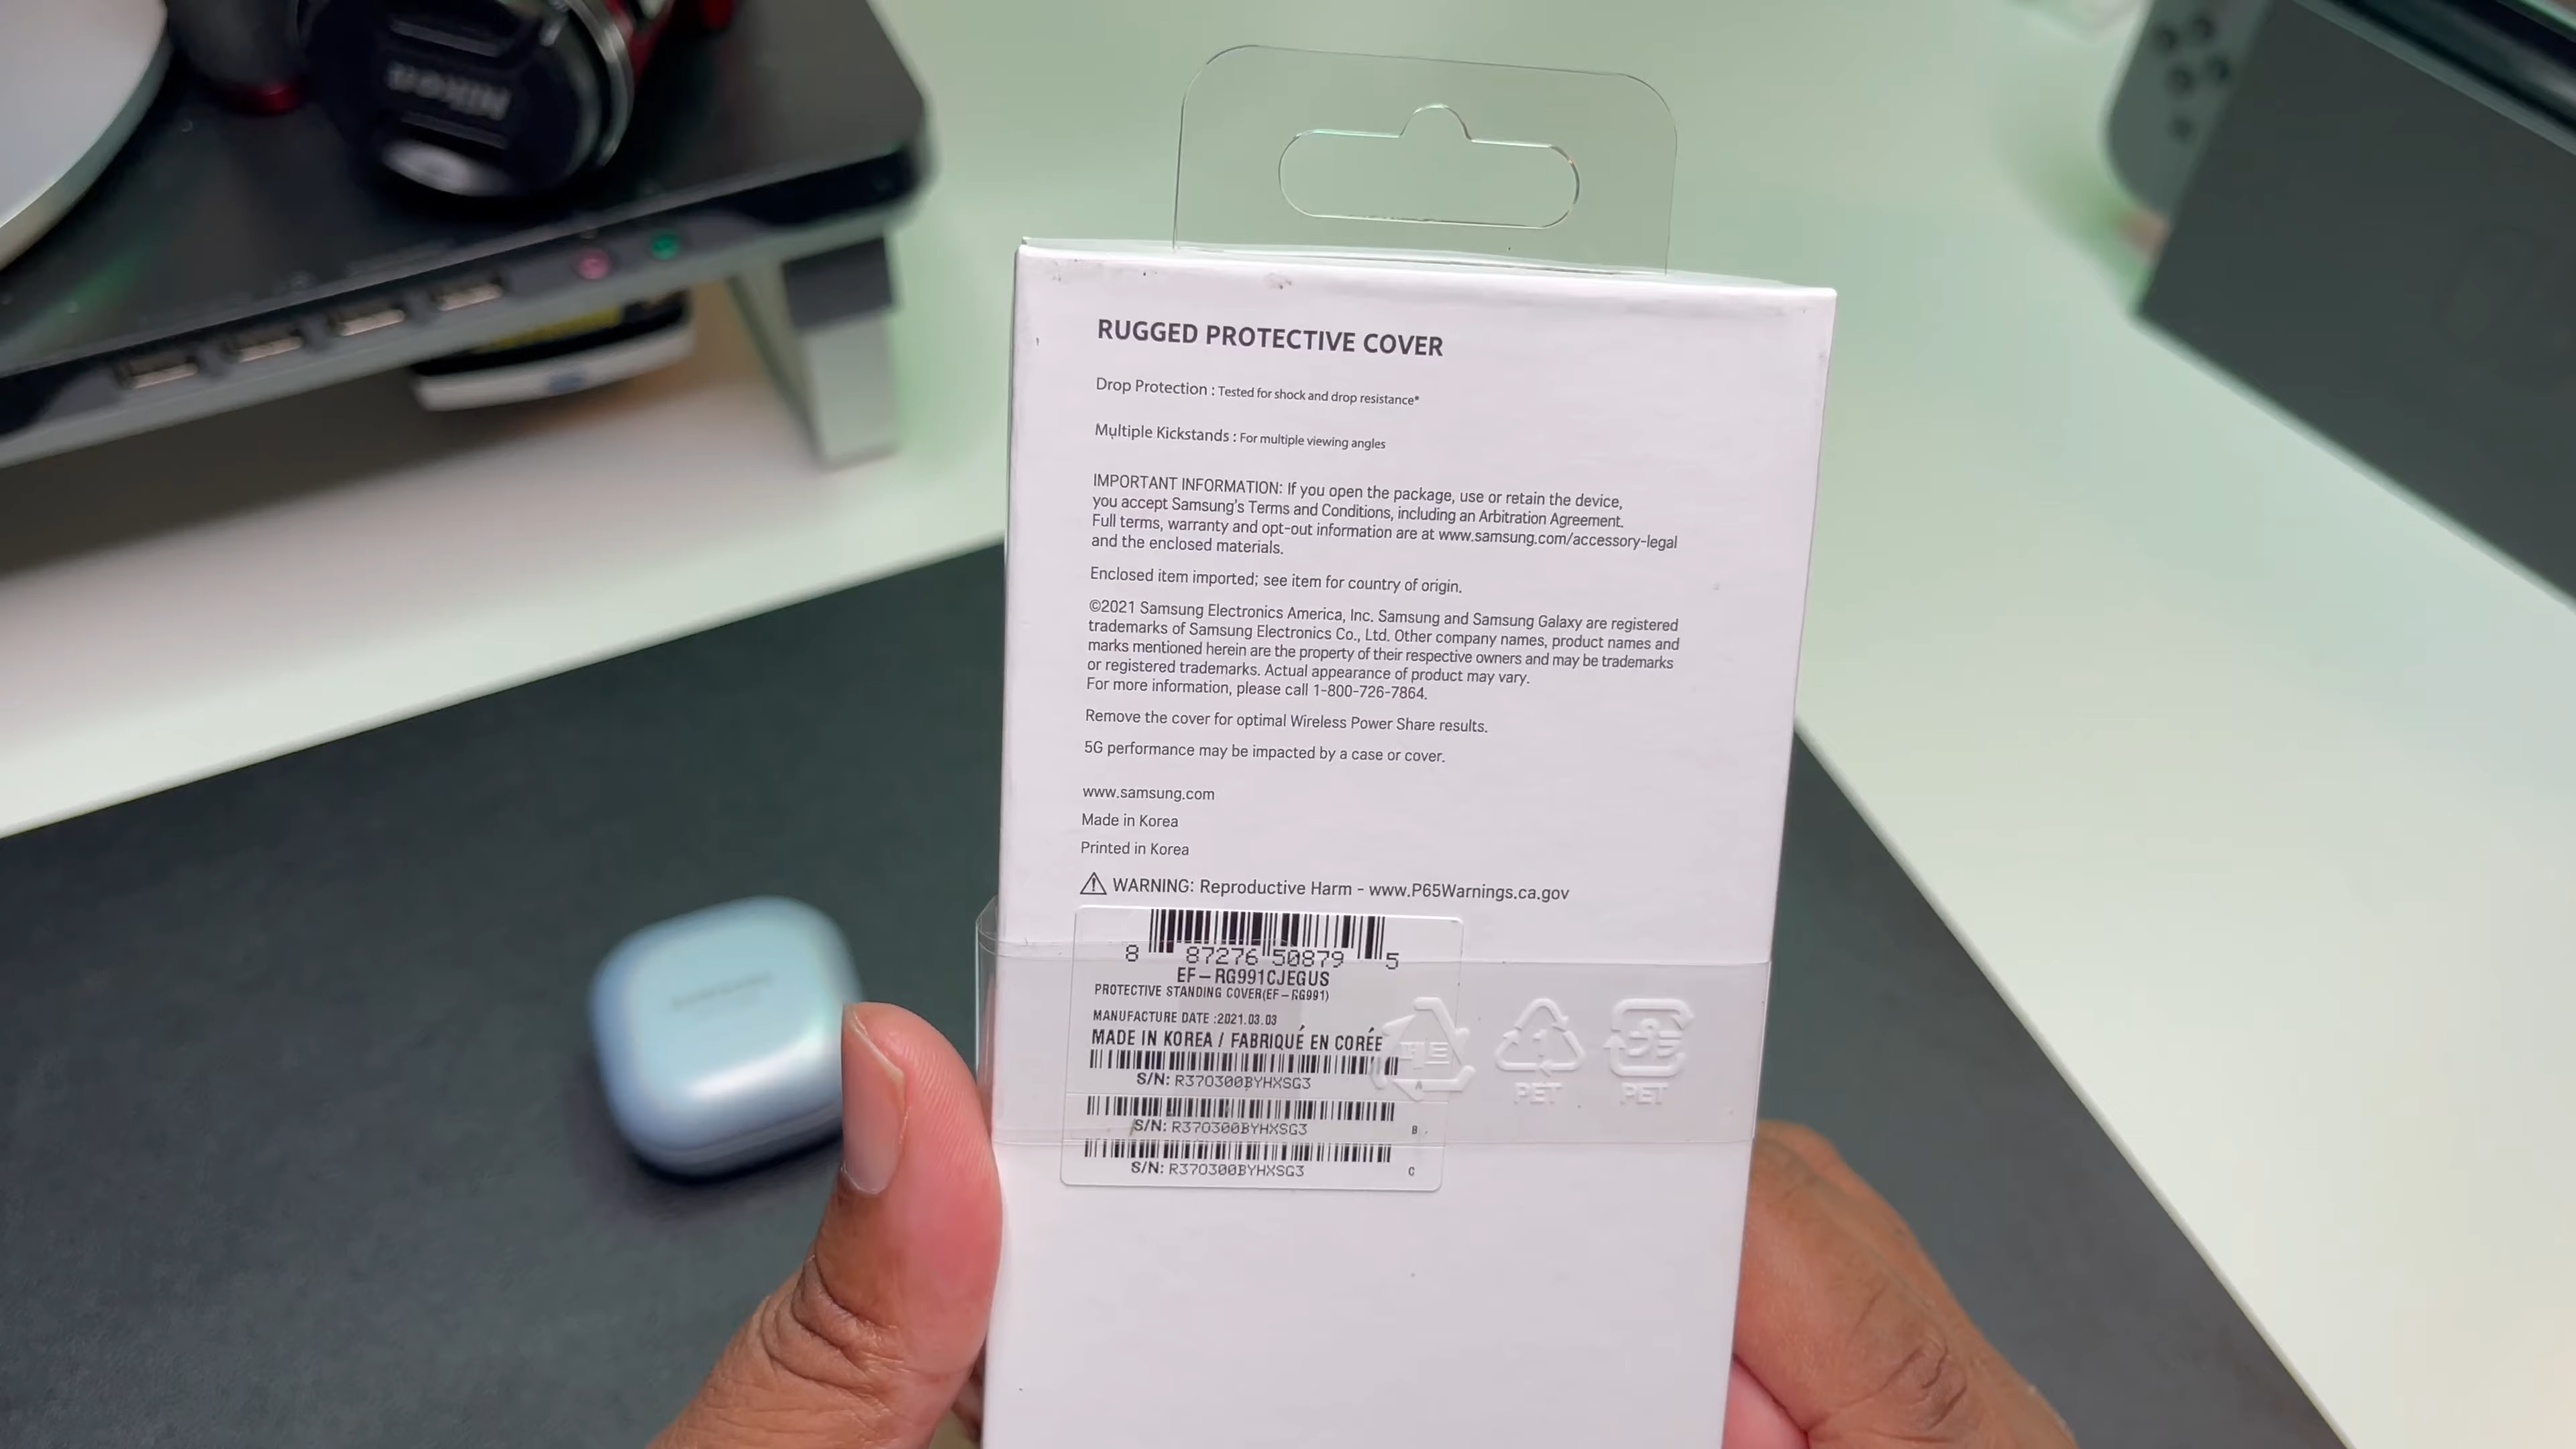 Nikon
RUGGED PROTECTIVE COVER
Drop Protection : Tested for shock and drop resistance*
Multiple Kickstands : For multiple viewing angles
IMPORTANT INFORMATION: If you open the package, use or retain the device,
you accept Samsung's Terms and Conditions, including an Arbitration Agreement.
Full terms, warranty and opt-out information are at www.samsung.com/accessory-legal
and the enclosed materials.
Enclosed item imported; see item for country of origin.
©2021 Samsung Electronics America, Inc. Samsung and Samsung Galaxy are registered
trademarks of Samsung Electronics Co., Ltd. Other company names, product names and
marks mentioned herein are the property of their respective owners and may be trademarks
or registered trademarks. Actual appearance of product may vary.
For more information, please call 1-800-726-7864.
Remove the cover for optimal Wireless Power Share results.
5G performance may be impacted by a case or cover.
www.samsung.com
Made in Korea
Printed in Korea
⚠ WARNING: Reproductive Harm - www.P65Warnings.ca.gov
8 87276 50879 5
EF-RG991CJEGUS
PROTECTIVE STANDING COVER(EF-RG991)
MANUFACTURE DATE :2021.03.03
MADE IN KOREA / FABRIQUÉ EN CORÉE
S/N: R370300BYHXSG3 A
S/N: R370300BYHXSG3 B
S/N: R370300BYHXSG3 C
1
PET
PET